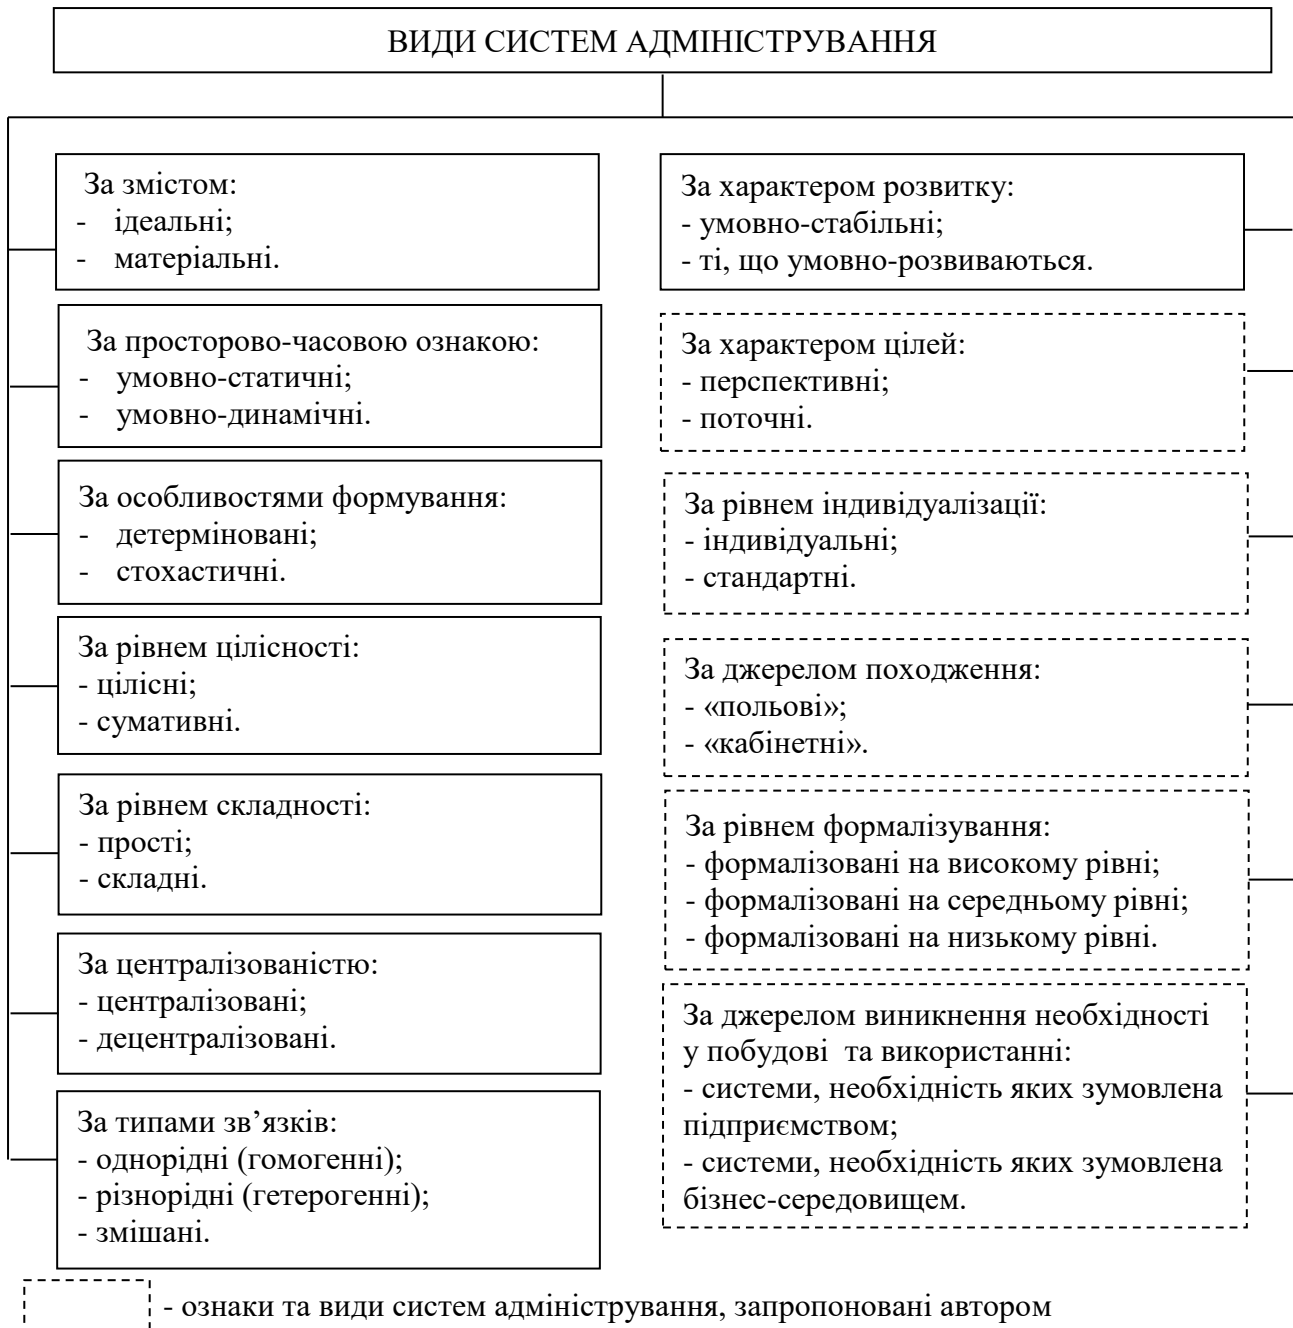 ВИДИ СИСТЕМ АДМІНІСТРУВАННЯ
За змістом:
- ідеальні;
- матеріальні.
За просторово-часовою ознакою:
- умовно-статичні;
- умовно-динамічні.
За особливостями формування:
- детерміновані;
- стохастичні.
За рівнем цілісності:
- цілісні;
- сумативні.
За рівнем складності:
- прості;
- складні.
За централізованістю:
- централізовані;
- децентралізовані.
За типами зв’язків:
- однорідні (гомогенні);
- різнорідні (гетерогенні);
- змішані.
За характером розвитку:
- умовно-стабільні;
- ті, що умовно-розвиваються.
За характером цілей:
- перспективні;
- поточні.
За рівнем індивідуалізації:
- індивідуальні;
- стандартні.
За джерелом походження:
- «польові»;
- «кабінетні».
За рівнем формалізування:
- формалізовані на високому рівні;
- формалізовані на середньому рівні;
- формалізовані на низькому рівні.
За джерелом виникнення необхідності
у побудові та використанні:
- системи, необхідність яких зумовлена
підприємством;
- системи, необхідність яких зумовлена
бізнес-середовищем.
- ознаки та види систем адміністрування, запропоновані автором